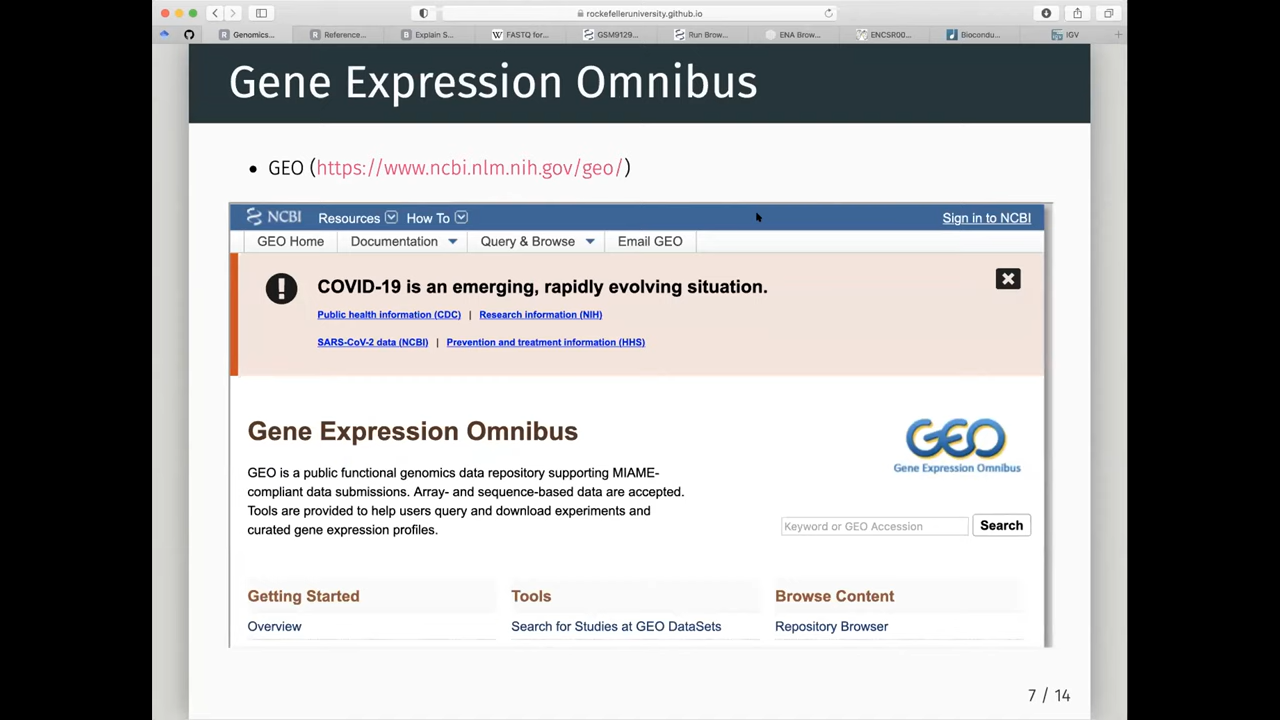 rockefelleruniversity.github.io
Genomics...
Reference...
Explain S...
FASTQ for...
GSM9129...
Run Brow...
ENA Brow...
ENCSR00...
Biocondu...
IGV
Gene Expression Omnibus
• GEO (https://www.ncbi.nlm.nih.gov/geo/)
NCBI Resources How To Sign in to NCBI
GEO Home Documentation Query & Browse Email GEO
COVID-19 is an emerging, rapidly evolving situation.
Public health information (CDC) | Research information (NIH)
SARS-CoV-2 data (NCBI) | Prevention and treatment information (HHS)
Gene Expression Omnibus
GEO
Gene Expression Omnibus
GEO is a public functional genomics data repository supporting MIAME-
compliant data submissions. Array- and sequence-based data are accepted.
Tools are provided to help users query and download experiments and
curated gene expression profiles.
Keyword or GEO Accession Search
Getting Started Tools Browse Content
Overview Search for Studies at GEO DataSets Repository Browser
7 / 14